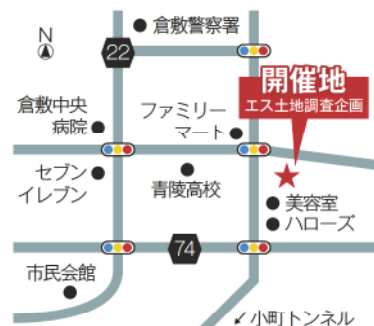 N
倉敷警察署
22
開催地
エス土地調査企画
倉敷中央
病院
ファミリー
マート
セブン
イレブン
青陵高校
美容室
ハローズ
74
市民会館
↙小町トンネル